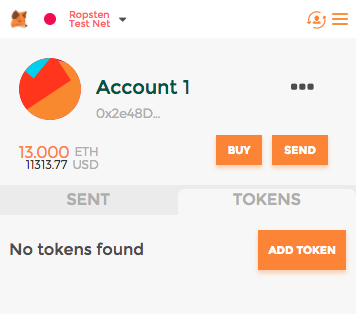 Ropsten
Test Net
Account 1
0x2e48D...
13.000 ETH
11313.77 USD
BUY
SEND
SENT
TOKENS
No tokens found
ADD TOKEN